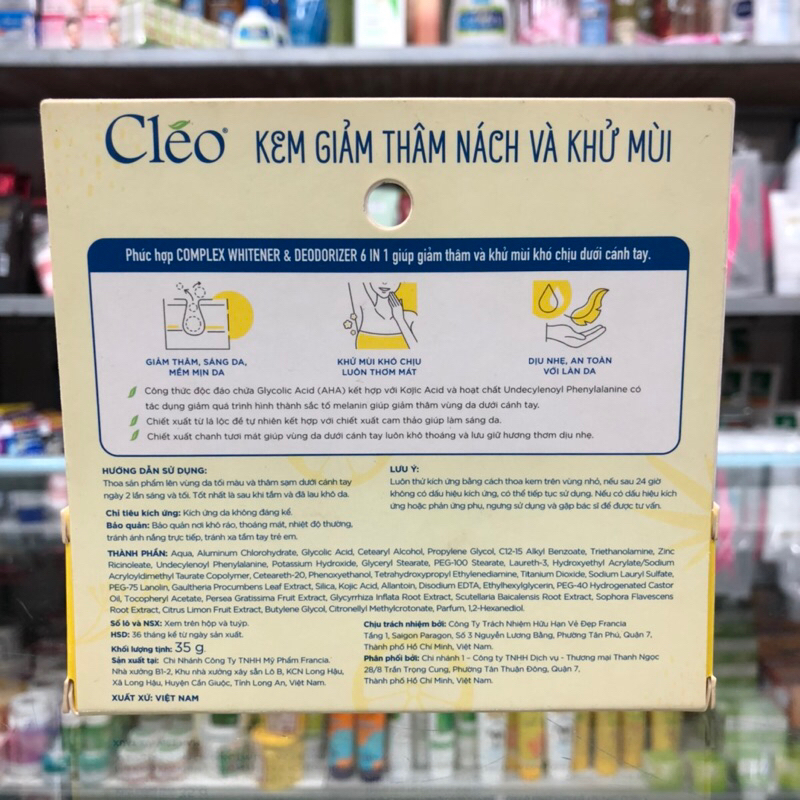 Cléo® KEM GIẢM THÂM NÁCH VÀ KHỬ MÙI
Phức hợp COMPLEX WHITENER & DEODORIZER 6 IN 1 giúp giảm thâm và khử mùi khó chịu dưới cánh tay.
GIẢM THÂM, SÁNG DA,
MỀM MỊN DA
KHỬ MÙI KHÓ CHỊU
LUÔN THƠM MÁT
DỊU NHẸ, AN TOÀN
VỚI LÀN DA
Công thức độc đáo chứa Glycolic Acid (AHA) kết hợp với Kojic Acid và hoạt chất Undecylenoyl Phenylalanine có
tác dụng giảm quá trình hình thành sắc tố melanin giúp giảm thâm vùng da dưới cánh tay.
Chiết xuất từ lá lộc đề tự nhiên kết hợp với chiết xuất cam thảo giúp làm sáng da.
Chiết xuất chanh tươi mát giúp vùng da dưới cánh tay luôn khô thoáng và lưu giữ hương thơm dịu nhẹ.
HƯỚNG DẪN SỬ DỤNG:
Thoa sản phẩm lên vùng da tối màu và thâm sạm dưới cánh tay
ngày 2 lần sáng và tối. Tốt nhất là sau khi tắm và đã lau khô da.
Chỉ tiêu kích ứng: Kích ứng da không đáng kể.
Bảo quản: Bảo quản nơi khô ráo, thoáng mát, nhiệt độ thường,
tránh ánh nắng trực tiếp, tránh xa tầm tay trẻ em.
LƯU Ý:
Luôn thử kích ứng bằng cách thoa kem trên vùng nhỏ, nếu sau 24 giờ
không có dấu hiệu kích ứng, có thể tiếp tục sử dụng. Nếu có dấu hiệu kích
ứng hoặc phản ứng phụ, ngưng sử dụng và gặp bác sĩ để được tư vấn.
THÀNH PHẦN: Aqua, Aluminum Chlorohydrate, Glycolic Acid, Cetearyl Alcohol, Propylene Glycol, C12-15 Alkyl Benzoate, Triethanolamine, Zinc
Ricinoleate, Undecylenoyl Phenylalanine, Potassium Hydroxide, Glyceryl Stearate, PEG-100 Stearate, Laureth-3, Hydroxyethyl Acrylate/Sodium
Acryloyldimethyl Taurate Copolymer, Ceteareth-20, Phenoxyethanol, Tetrahydroxypropyl Ethylenediamine, Titanium Dioxide, Sodium Lauryl Sulfate,
PEG-75 Lanolin, Gaultheria Procumbens Leaf Extract, Silica, Kojic Acid, Allantoin, Disodium EDTA, Ethylhexylglycerin, PEG-40 Hydrogenated Castor
Oil, Tocopheryl Acetate, Persea Gratissima Fruit Extract, Glycyrrhiza Inflata Root Extract, Scutellaria Baicalensis Root Extract, Sophora Flavescens
Root Extract, Citrus Limon Fruit Extract, Butylene Glycol, Citronellyl Methylcrotonate, Parfum, 1,2-Hexanediol.
Số lô và NSX: Xem trên hộp và tuýp.
HSD: 36 tháng kể từ ngày sản xuất.
Khối lượng tịnh: 35 g
Sản xuất tại: Chi Nhánh Công Ty TNHH Mỹ Phẩm Francia.
Nhà xưởng B1-2, Khu nhà xưởng xây sẵn Lô B, KCN Long Hậu,
Xã Long Hậu, Huyện Cần Giuộc, Tỉnh Long An, Việt Nam.
XUẤT XỨ: VIỆT NAM
Chịu trách nhiệm bởi: Công Ty Trách Nhiệm Hữu Hạn Vẻ Đẹp Francia
Tầng 1, Saigon Paragon, Số 3 Nguyễn Lương Bằng, Phường Tân Phú, Quận 7,
Thành phố Hồ Chí Minh, Việt Nam.
Phân phối bởi: Chi nhánh 1 - Công ty TNHH Dịch vụ - Thương mại Thanh Ngọc
28/8 Trần Trọng Cung, Phường Tân Thuận Đông, Quận 7,
Thành phố Hồ Chí Minh, Việt Nam.